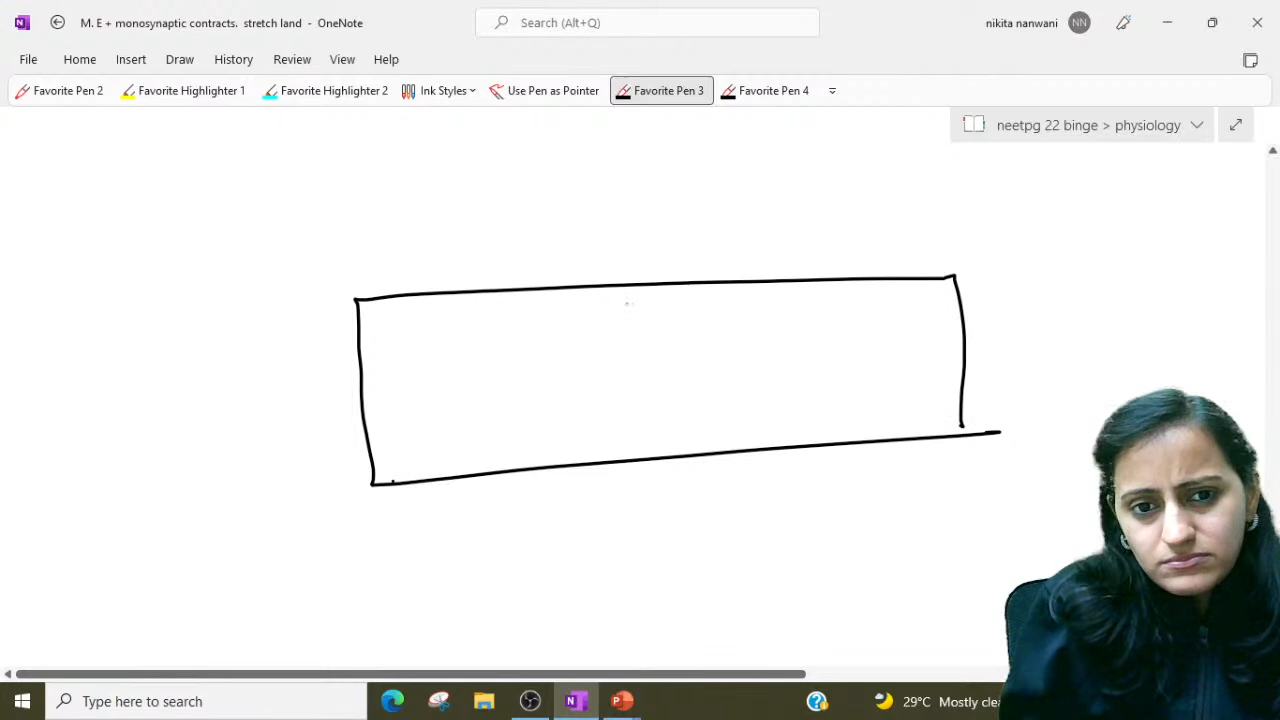 M. E + monosynaptic contracts. stretch land - OneNote
Search (Alt+Q)
nikita nanwani
NN
File Home Insert Draw History Review View Help
Favorite Pen 2 Favorite Highlighter 1 Favorite Highlighter 2 Ink Styles Use Pen as Pointer Favorite Pen 3 Favorite Pen 4
neetpg 22 binge > physiology
Type here to search
29°C Mostly clea